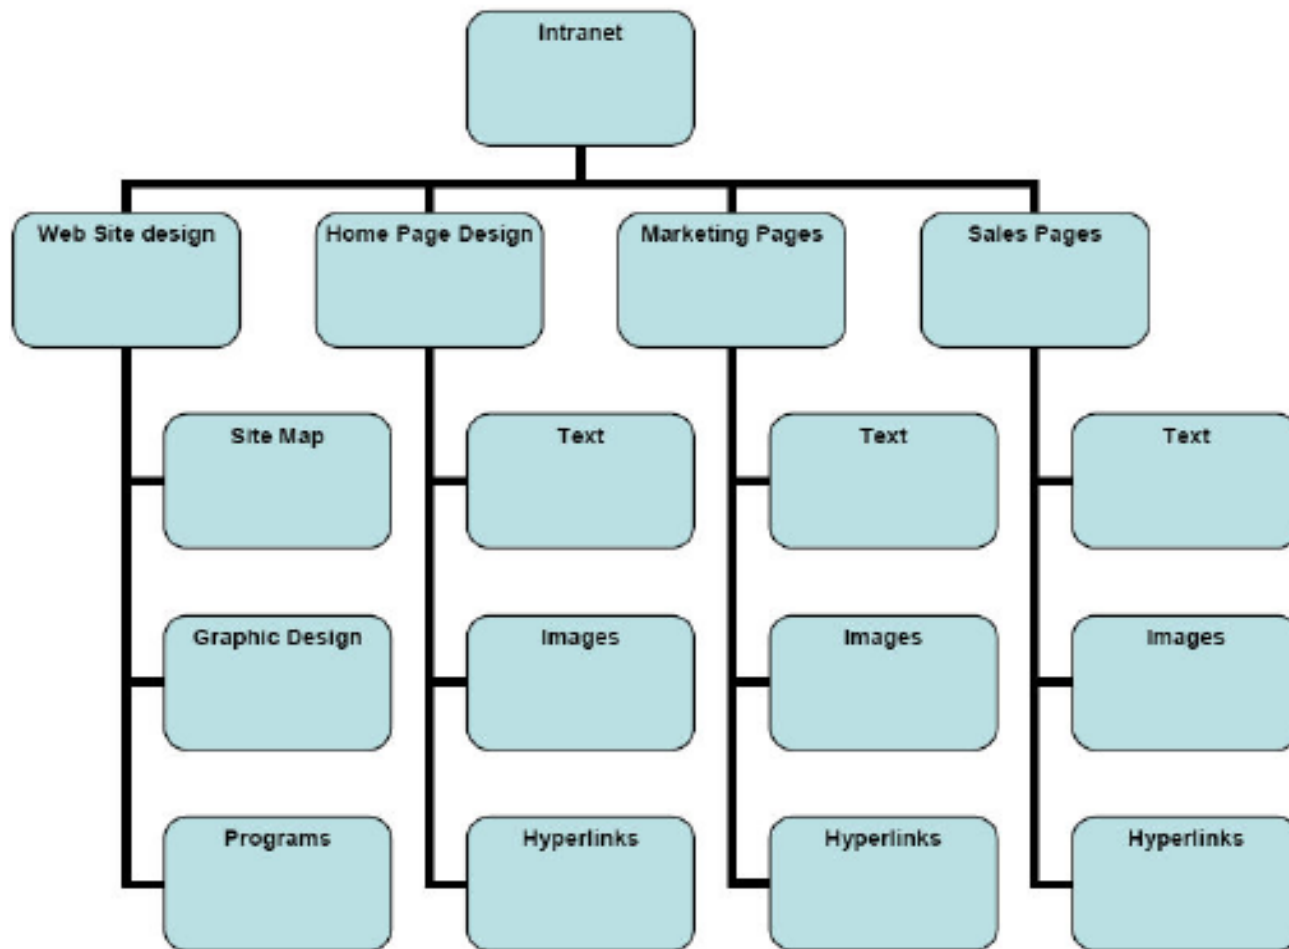 Intranet
Web Site design
Home Page Design
Marketing Pages
Sales Pages
Site Map
Text
Text
Text
Graphic Design
Images
Images
Images
Programs
Hyperlinks
Hyperlinks
Hyperlinks